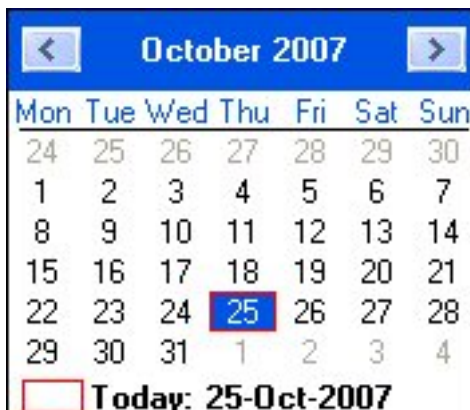 October 2007
Mon Tue Wed Thu Fri Sat Sun
24 25 26 27 28 29 30
1 2 3 4 5 6 7
8 9 10 11 12 13 14
15 16 17 18 19 20 21
22 23 24 25 26 27 28
29 30 31 1 2 3 4
Today: 25-Oct-2007